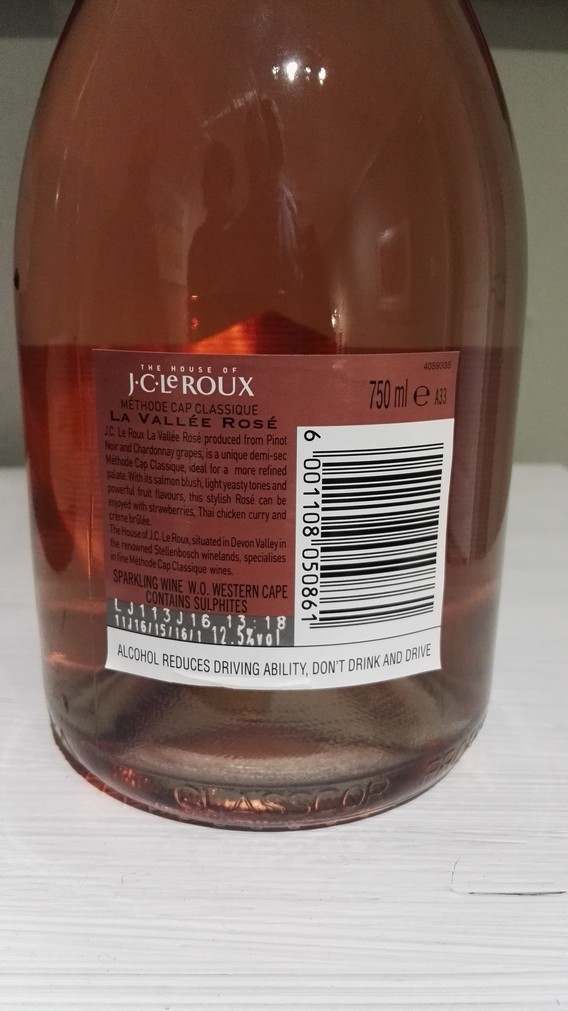 THE HOUSE OF
J.C. Le ROUX
MÉTHODE CAP CLASSIQUE
LA VALLÉE ROSÉ
J.C. Le Roux La Vallée Rosé produced from Pinot
Noir and Chardonnay grapes, is a unique demi-sec
Méthode Cap Classique, ideal for a more refined
palate. With its salmon blush, light yeasty tones and
powerful fruit flavours, this stylish Rosé can be
enjoyed with strawberries, Thai chicken curry and
crème brûlée.
The House of J.C. Le Roux, situated in Devon Valley in
the renowned Stellenbosch winelands, specialises
in fine Méthode Cap Classique wines.
SPARKLING WINE W.O. WESTERN CAPE
CONTAINS SULPHITES
LJ113J16 13:18
11J16/15/16/1 12.5%vol
4059335
750 ml e A33
6 001108 050861
ALCOHOL REDUCES DRIVING ABILITY, DON'T DRINK AND DRIVE